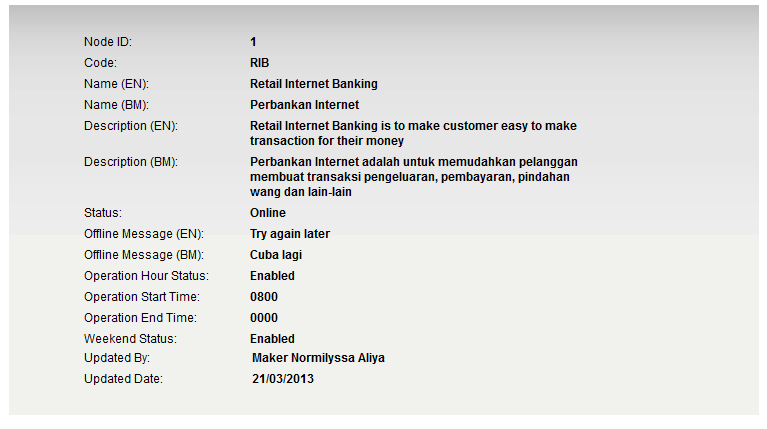 Node ID: 1
Code: RIB
Name (EN): Retail Internet Banking
Name (BM): Perbankan Internet
Description (EN): Retail Internet Banking is to make customer easy to make
transaction for their money
Description (BM): Perbankan Internet adalah untuk memudahkan pelanggan
membuat transaksi pengeluaran, pembayaran, pindahan
wang dan lain-lain
Status: Online
Offline Message (EN): Try again later
Offline Message (BM): Cuba lagi
Operation Hour Status: Enabled
Operation Start Time: 0800
Operation End Time: 0000
Weekend Status: Enabled
Updated By: Maker Normilyssa Aliya
Updated Date: 21/03/2013